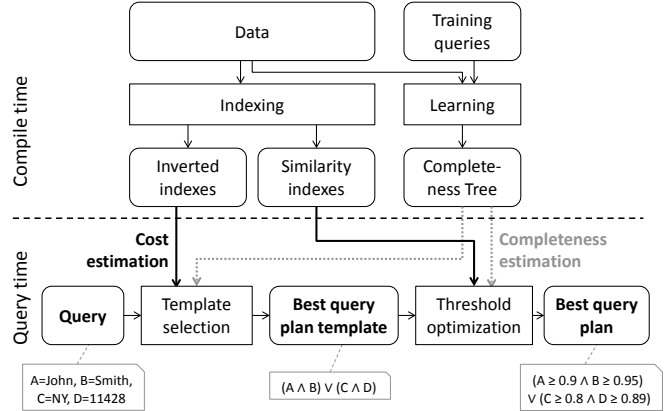 Data
Training
queries
Compile time
Indexing
Learning
Inverted
indexes
Similarity
indexes
Complete-
ness Tree
Cost
estimation
Completeness
estimation
Query time
Query
Template
selection
Best query
plan template
Threshold
optimization
Best query
plan
A=John, B=Smith,
C=NY, D=11428
(A ∧ B) ∨ (C ∧ D)
(A ≥ 0.9 ∧ B ≥ 0.95)
∨ (C ≥ 0.8 ∧ D ≥ 0.89)